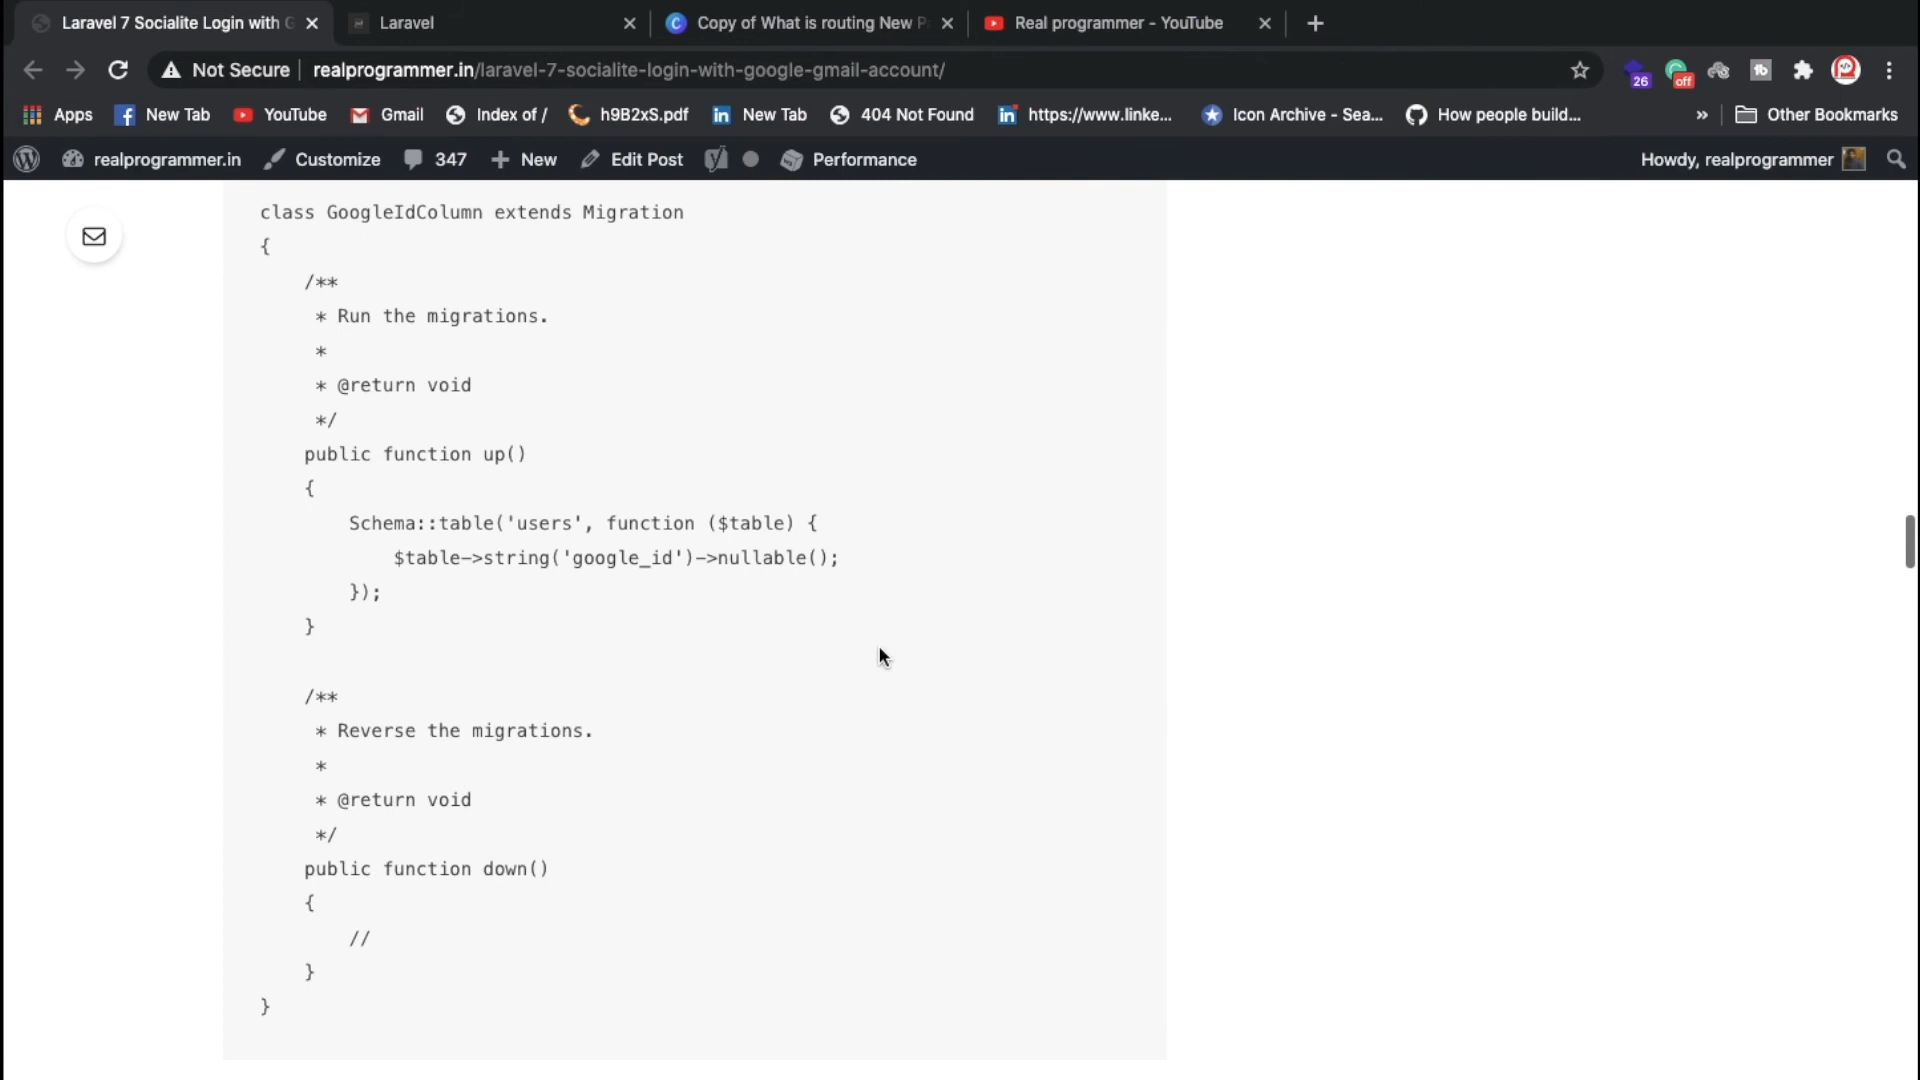 Laravel 7 Socialite Login with G
Laravel
Copy of What is routing New P
Real programmer - YouTube
Not Secure
realprogrammer.in/laravel-7-socialite-login-with-google-gmail-account/
26
off
Apps
New Tab
YouTube
Gmail
Index of /
h9B2xS.pdf
New Tab
404 Not Found
https://www.linke...
Icon Archive - Sea...
How people build...
»
Other Bookmarks
realprogrammer.in
Customize
347
New
Edit Post
Performance
Howdy, realprogrammer
class GoogleIdColumn extends Migration
{
/**
* Run the migrations.
*
* @return void
*/
public function up()
{
Schema::table('users', function ($table) {
$table->string('google_id')->nullable();
});
}
/**
* Reverse the migrations.
*
* @return void
*/
public function down()
{
//
}
}